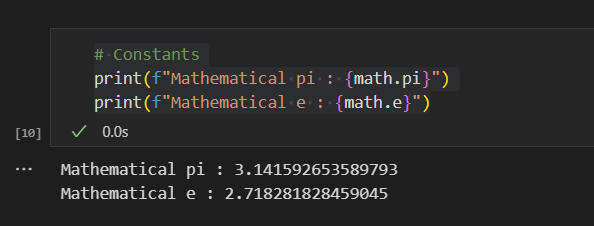 # Constants
print(f"Mathematical pi : {math.pi}")
print(f"Mathematical e : {math.e}")
[10] 0.0s
Mathematical pi : 3.141592653589793
Mathematical e : 2.718281828459045